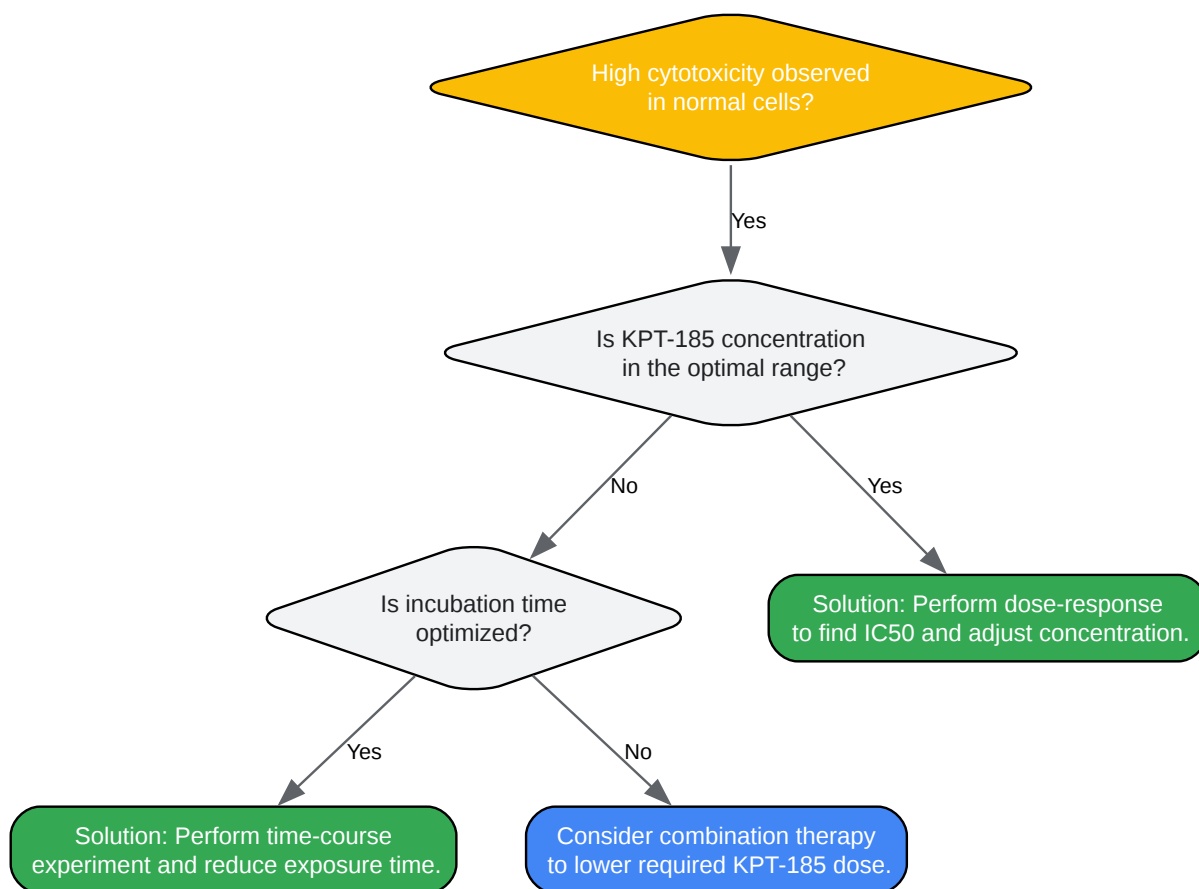 High cytotoxicity observed
in normal cells?
Yes
Is KPT-185 concentration
in the optimal range?
No
Yes
Is incubation time
optimized?
Solution: Perform dose-response
to find IC50 and adjust concentration.
Yes
No
Solution: Perform time-course
experiment and reduce exposure time.
Consider combination therapy
to lower required KPT-185 dose.